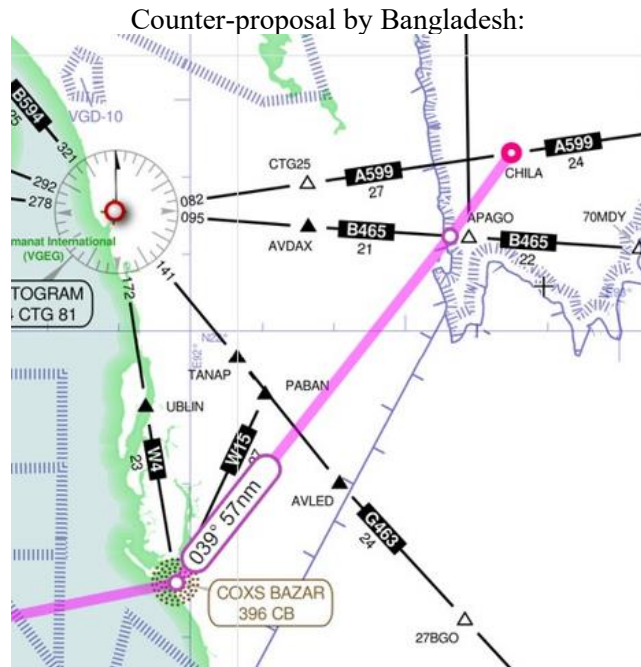 Counter-proposal by Bangladesh:
B594
321
VGD-10
292
278
CTG25
082
A599
27
CHILA
A599
24
095
AVDAX
B465
21
APAGO
B465
22
70MDY
manat International
(VGEG)
TOGRAM
CTG 81
141
172
N22°
E92°
TANAP
PABAN
UBLIN
W4
23
W15
039° 57nm
AVLED
G463
24
COXS BAZAR
396 CB
27BGO